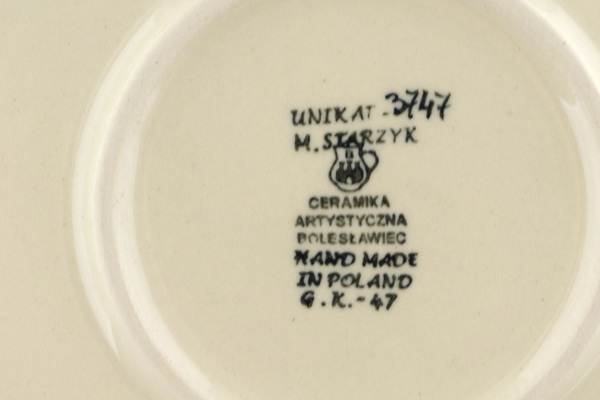 UNIKAT - 3747
M. STARZYK
CERAMIKA
ARTYSTYCZNA
BOLESŁAWIEC
HAND MADE
IN POLAND
G.K.-47